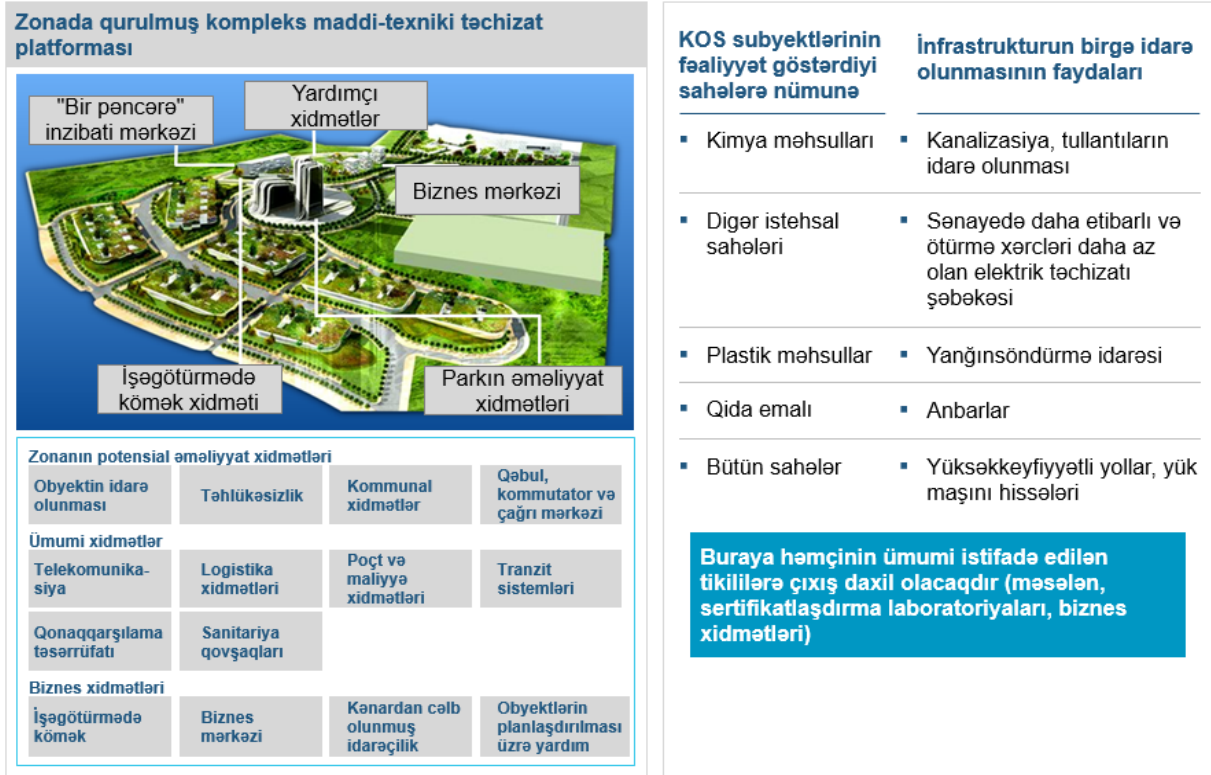 Zonada qurulmuş kompleks maddi-texniki təchizat
platforması
"Bir pəncərə"
inzibati mərkəzi
Yardımçı
xidmətlər
Biznes mərkəzi
İşəgötürmədə
kömək xidməti
Parkın əməliyyat
xidmətləri
Zonanın potensial əməliyyat xidmətləri
Obyektin idarə
olunması
Təhlükəsizlik
Kommunal
xidmətlər
Qəbul,
kommutator və
çağrı mərkəzi
Ümumi xidmətlər
Telekomunika-
siya
Logistika
xidmətləri
Poçt və
maliyyə
xidmətləri
Tranzit
sistemləri
Qonaqqarşılama
təsərrüfatı
Sanitariya
qovşaqları
Biznes xidmətləri
İşəgötürmədə
kömək
Biznes
mərkəzi
Kənardan cəlb
olunmuş
idarəçilik
Obyektlərin
planlaşdırılması
üzrə yardım
KOS subyektlərinin
fəaliyyət göstərdiyi
sahələrə nümunə
İnfrastrukturun birgə idarə
olunmasının faydaları
▪ Kimya məhsulları
▪ Kanalizasiya, tullantıların
idarə olunması
▪ Digər istehsal
sahələri
▪ Sənayedə daha etibarlı və
ötürmə xərcləri daha az
olan elektrik təchizatı
şəbəkəsi
▪ Plastik məhsullar
▪ Yanğınsöndürmə idarəsi
▪ Qida emalı
▪ Anbarlar
▪ Bütün sahələr
▪ Yüksəkkeyfiyyətli yollar, yük
maşını hissələri
Buraya həmçinin ümumi istifadə edilən
tikililərə çıxış daxil olacaqdır (məsələn,
sertifikatlaşdırma laboratoriyaları, biznes
xidmətləri)